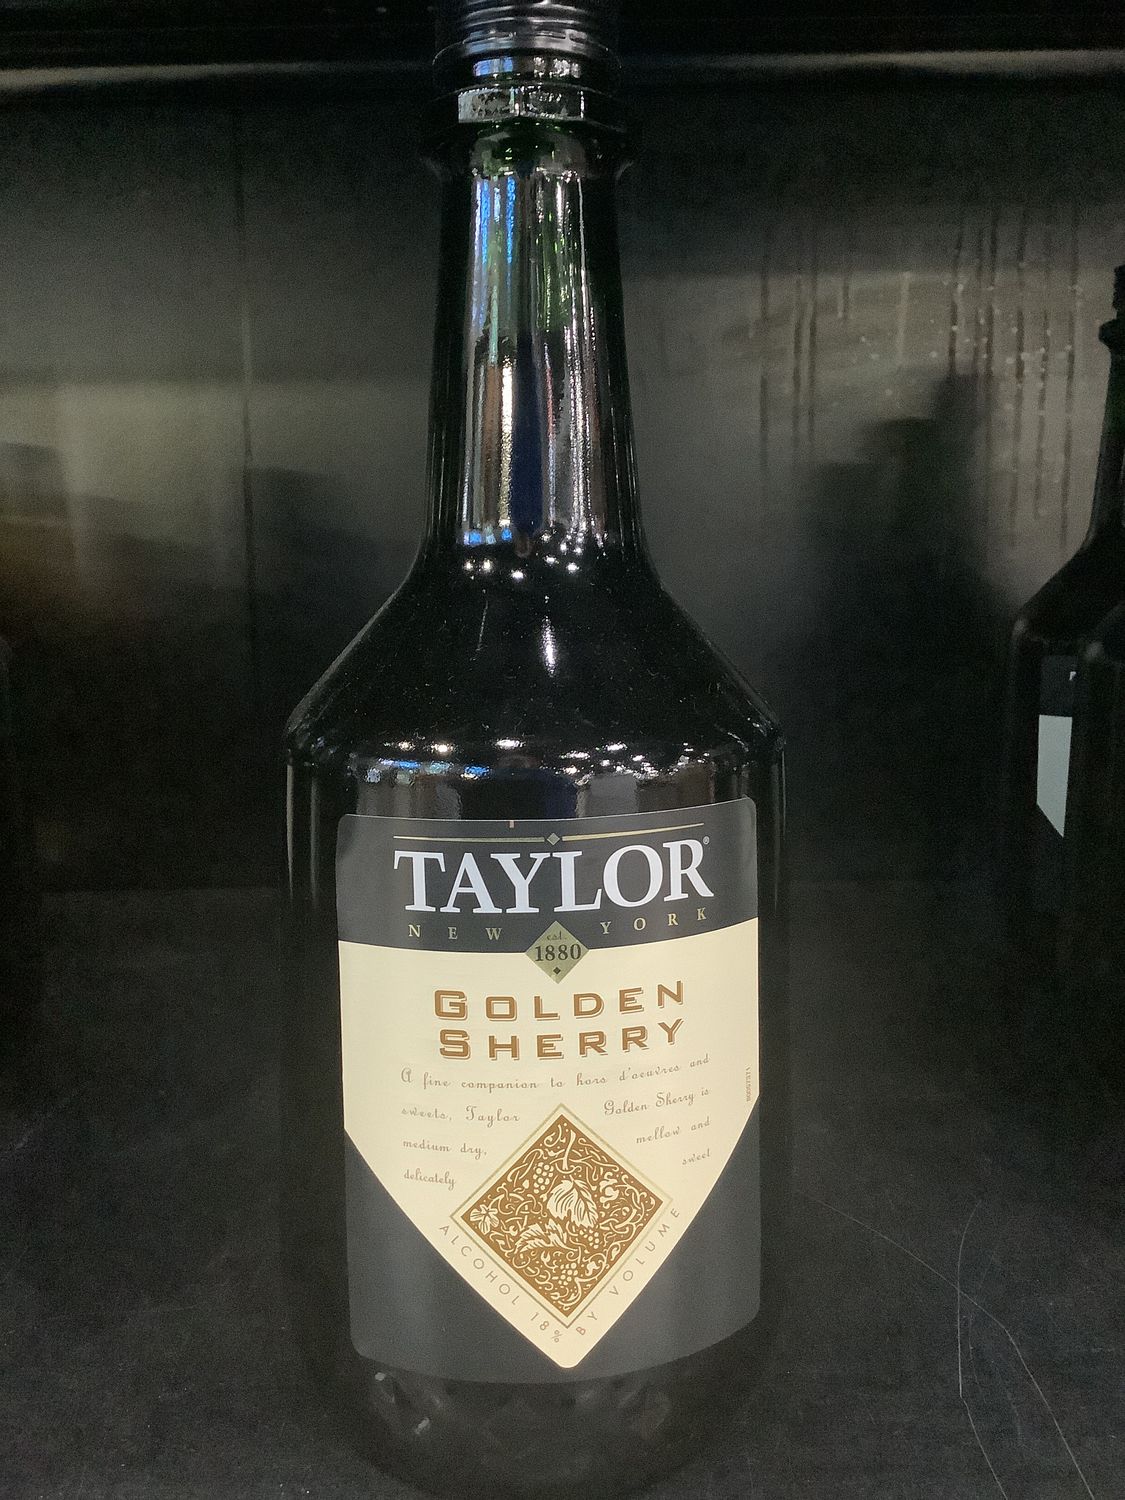 TAYLOR®
NEW YORK
est.
1880
GOLDEN
SHERRY
A fine companion to hors d'oeuvres and
sweets, Taylor Golden Sherry is
medium dry, mellow and
delicately sweet
ALCOHOL 18% BY VOLUME